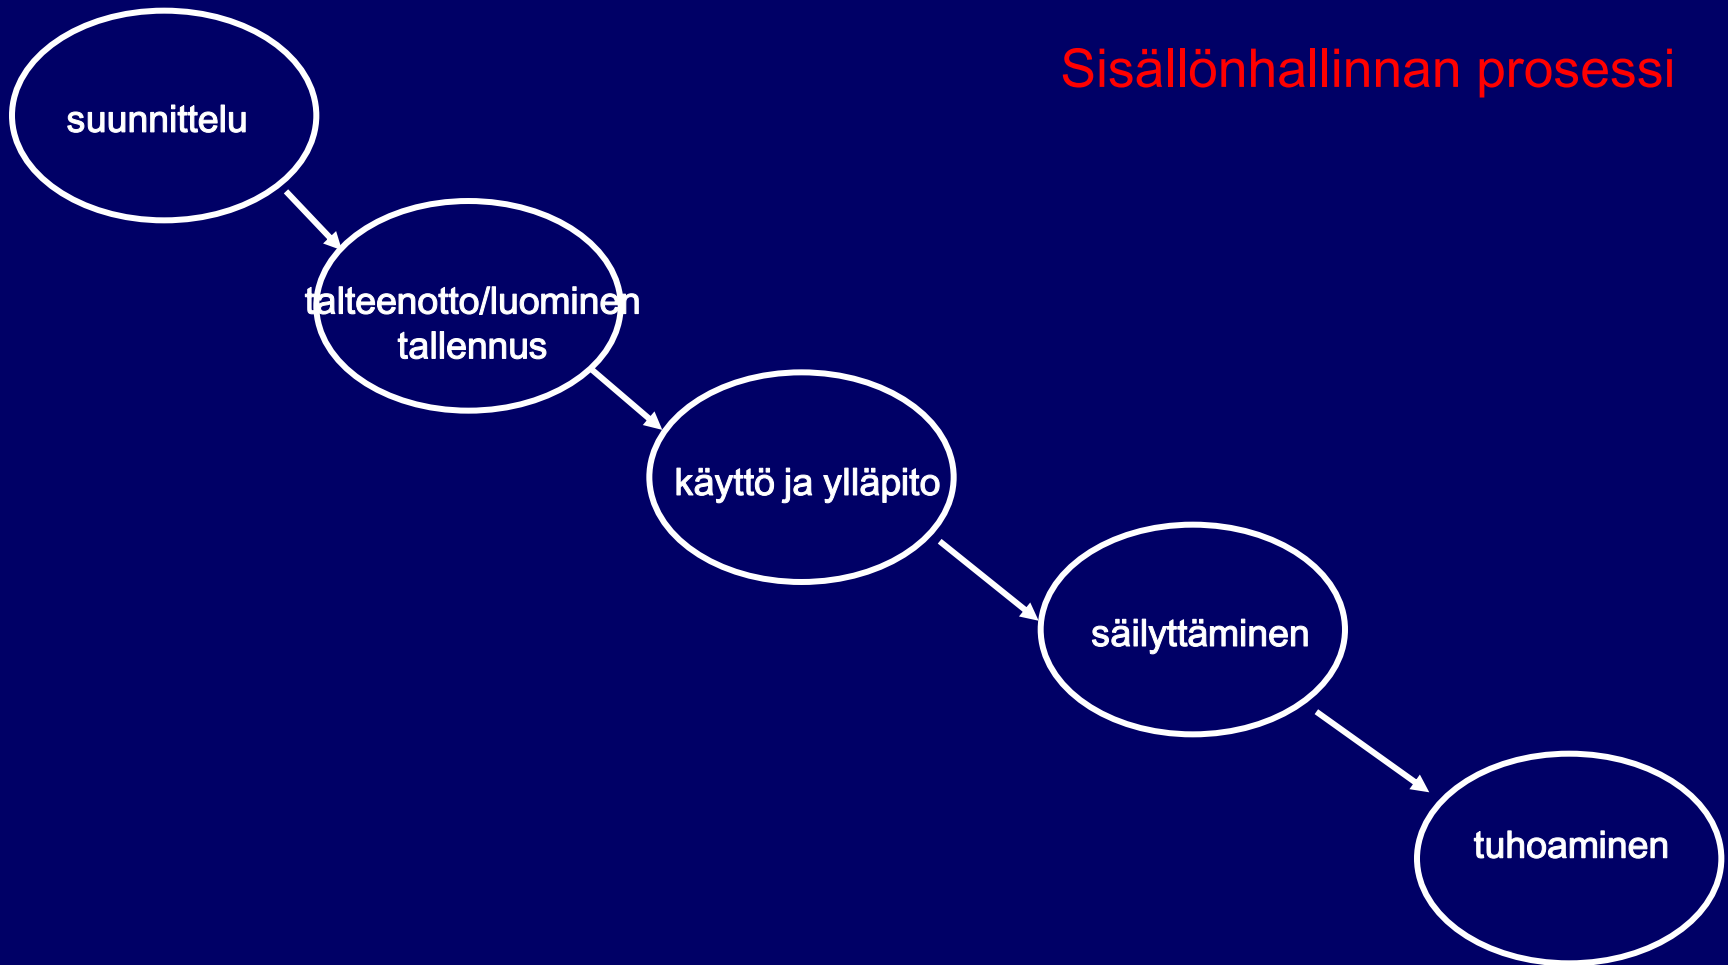 Sisällönhallinnan prosessi
suunnittelu
talteenotto/luominen
tallennus
käyttö ja ylläpito
säilyttäminen
tuhoaminen